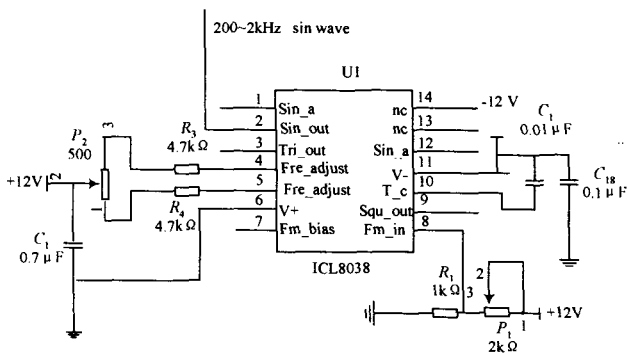 200~2kHz sin wave
U1
1 Sin_a
2 Sin_out
3 Tri_out
4 Fre_adjust
5 Fre_adjust
6 V+
7 Fm_bias
14 nc
13 nc
12 Sin_a
11 V-
10 T_c
9 Squ_out
8 Fm_in
ICL8038
-12 V
C1
0.01 μF
C18
0.1 μF
3
P2
500
+12V
2
1
R3
4.7k Ω
R4
4.7k Ω
C1
0.7 μF
R1
1k Ω
3
2
P1
2k Ω
1
+12V